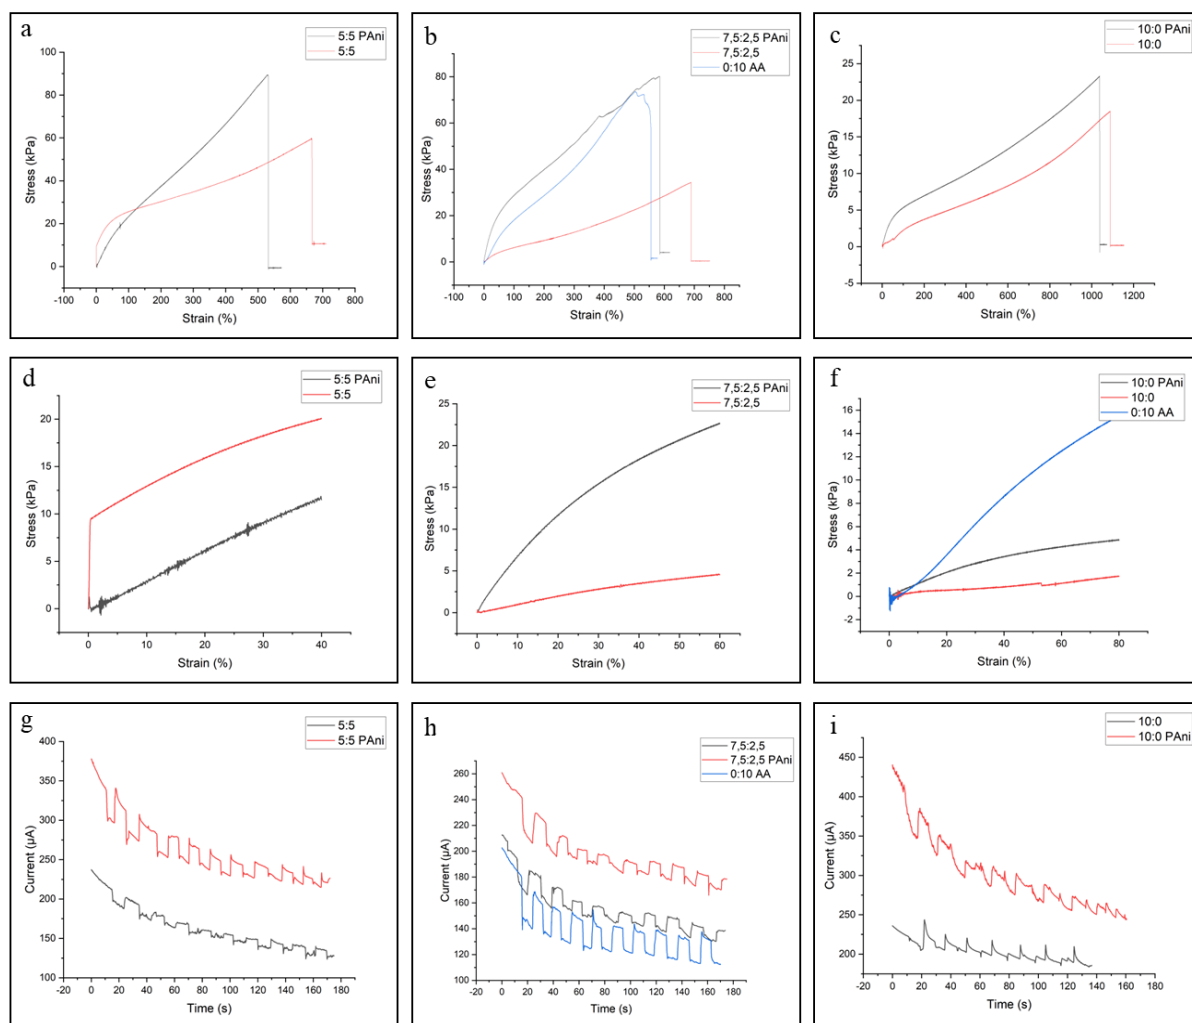 a
5:5 PAni
5:5
100
80
60
40
20
0
-100 0 100 200 300 400 500 600 700 800
Stress (kPa)
Strain (%)
b
7,5:2,5 PAni
7,5:2,5
0:10 AA
100
80
60
40
20
0
-100 0 100 200 300 400 500 600 700 800
Stress (kPa)
Strain (%)
c
10:0 PAni
10:0
25
20
15
10
5
0
-5
0 200 400 600 800 1000 1200
Stress (kPa)
Strain (%)
d
5:5 PAni
5:5
20
15
10
5
0
0 10 20 30 40
Stress (kPa)
Strain (%)
e
7,5:2,5 PAni
7,5:2,5
25
20
15
10
5
0
0 10 20 30 40 50 60
Stress (kPa)
Strain (%)
f
10:0 PAni
10:0
0:10 AA
16
14
12
10
8
6
4
2
0
-2
0 20 40 60 80
Stress (kPa)
Strain (%)
g
5:5
5:5 PAni
400
350
300
250
200
150
100
-20 0 20 40 60 80 100 120 140 160 180
Current (µA)
Time (s)
h
7,5:2,5
7,5:2,5 PAni
0:10 AA
260
240
220
200
180
160
140
120
100
-20 0 20 40 60 80 100 120 140 160 180
Current (µA)
Time (s)
i
10:0
10:0 PAni
450
400
350
300
250
200
-20 0 20 40 60 80 100 120 140 160 180
Current (µA)
Time (s)